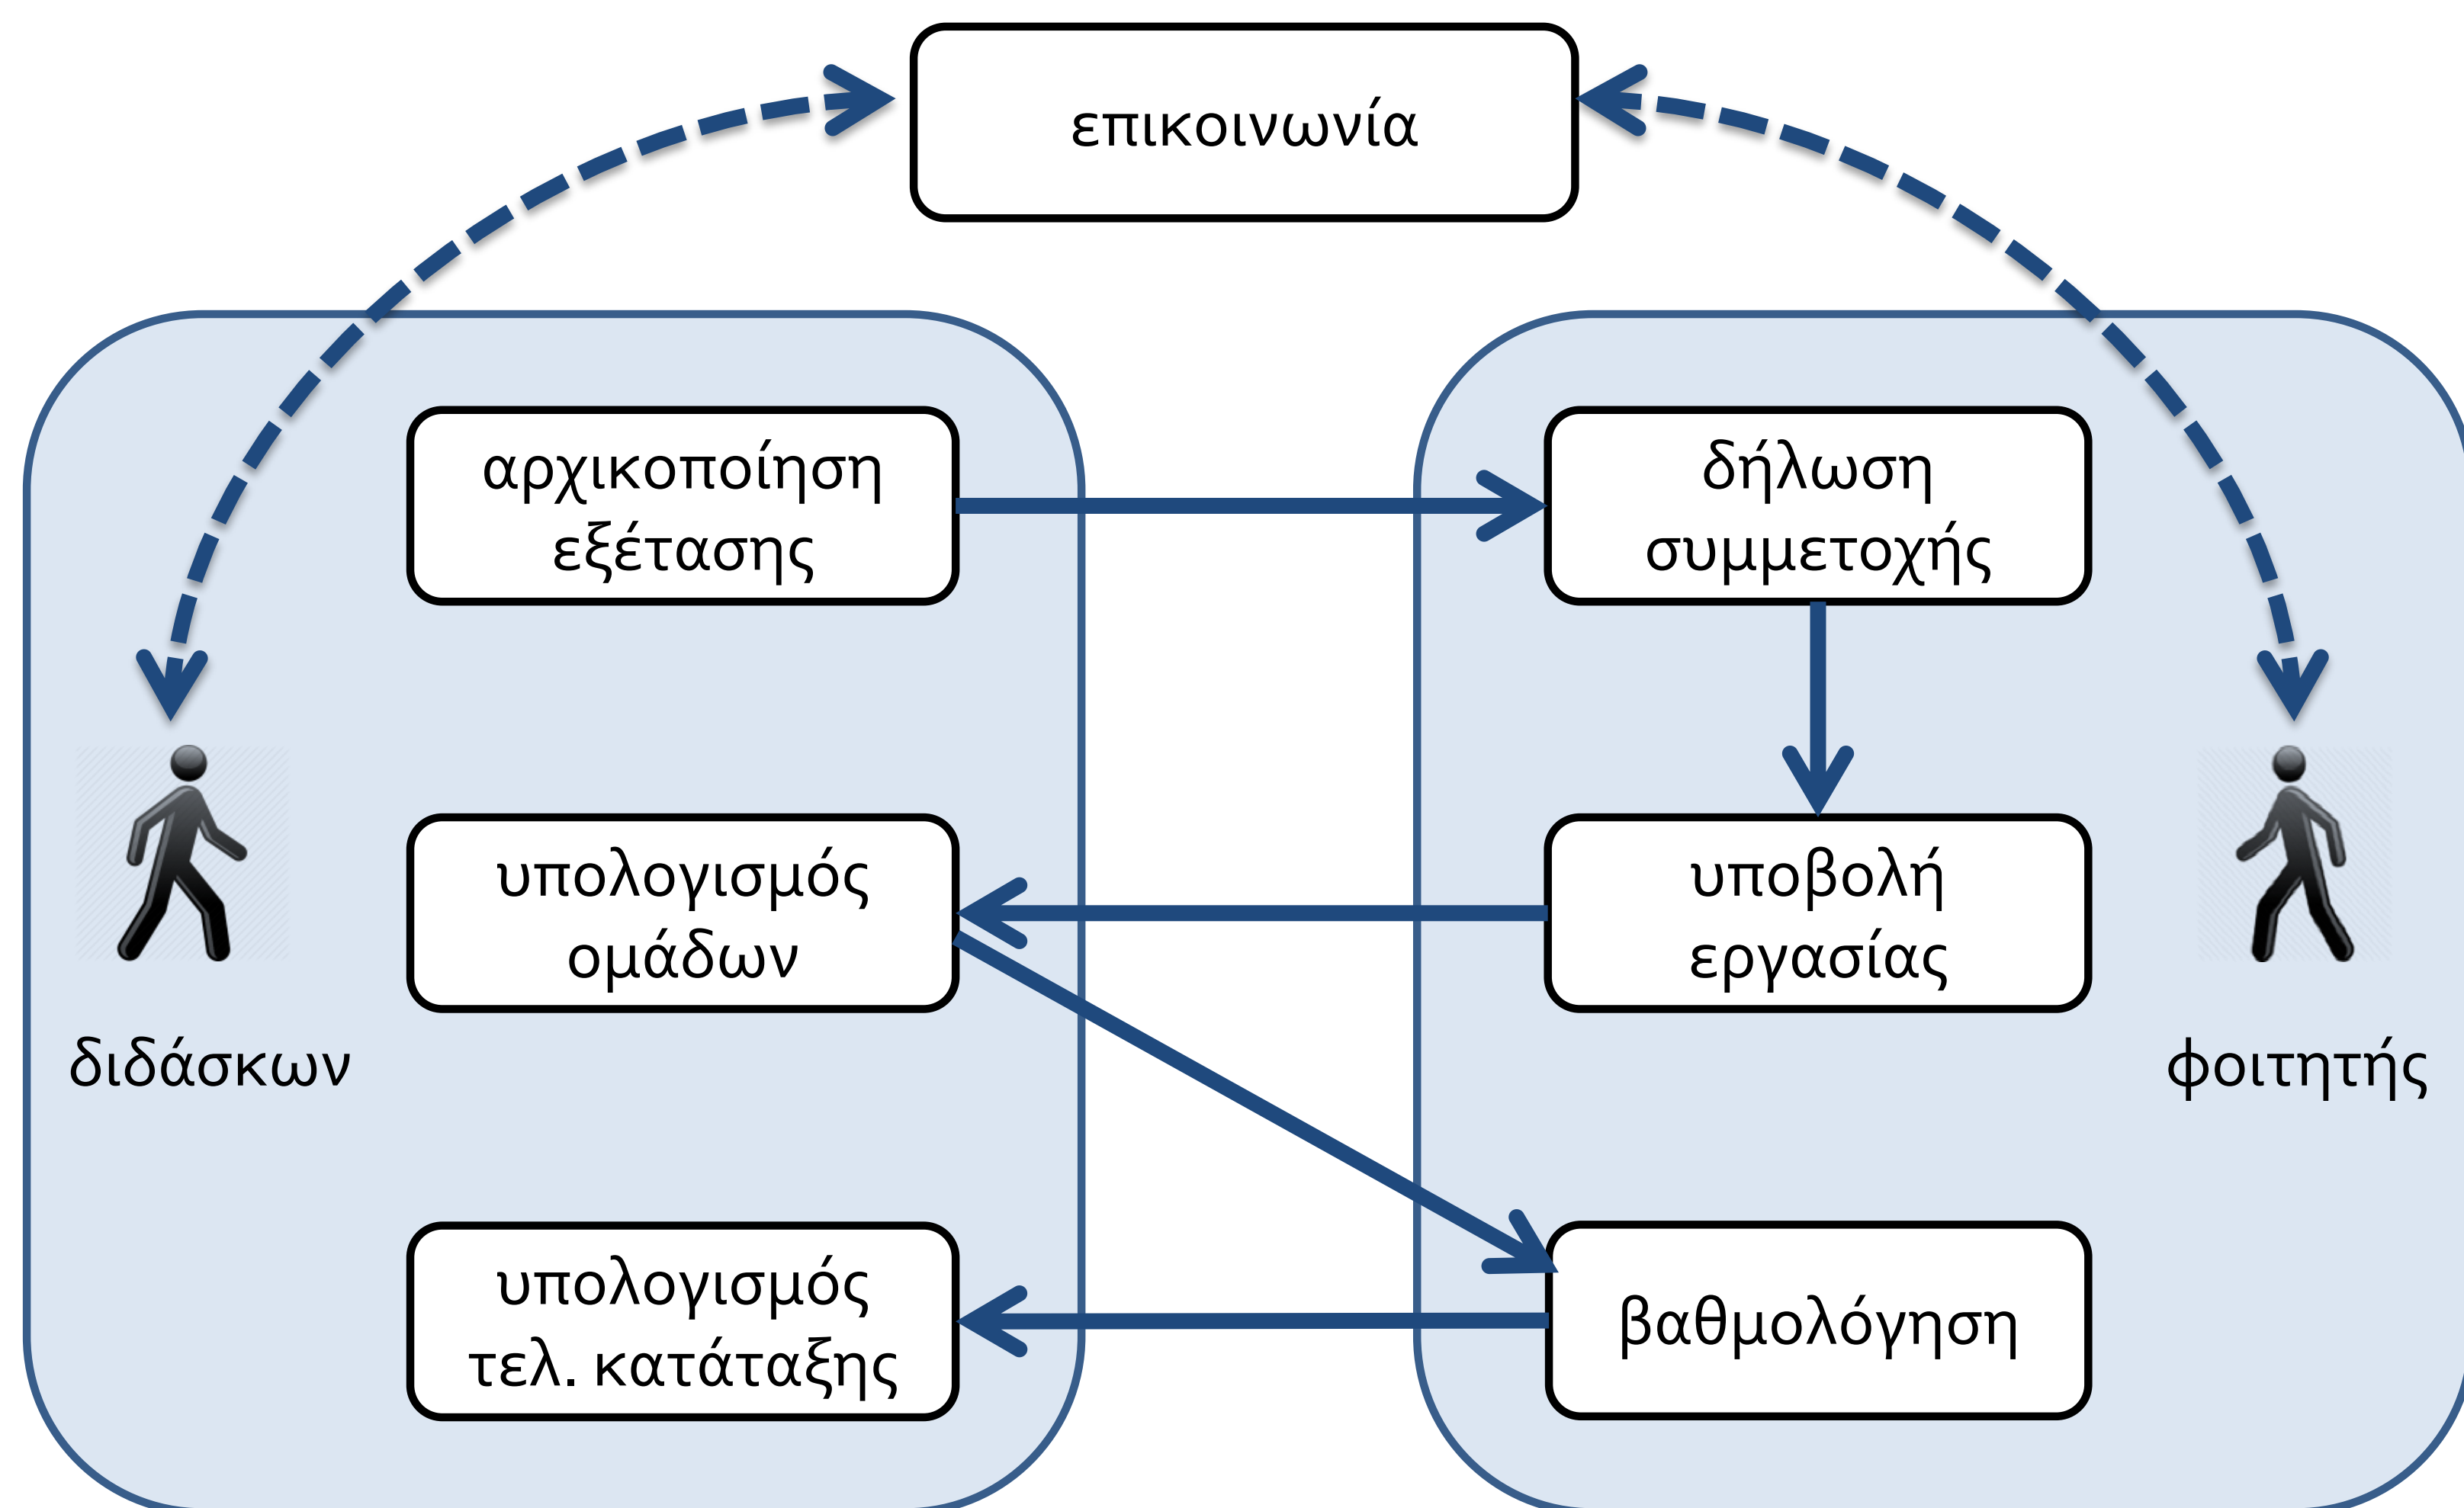 επικοινωνία
αρχικοποίηση
εξέτασης
δήλωση
συμμετοχής
υπολογισμός
ομάδων
υποβολή
εργασίας
διδάσκων
φοιτητής
υπολογισμός
τελ. κατάταξης
βαθμολόγηση